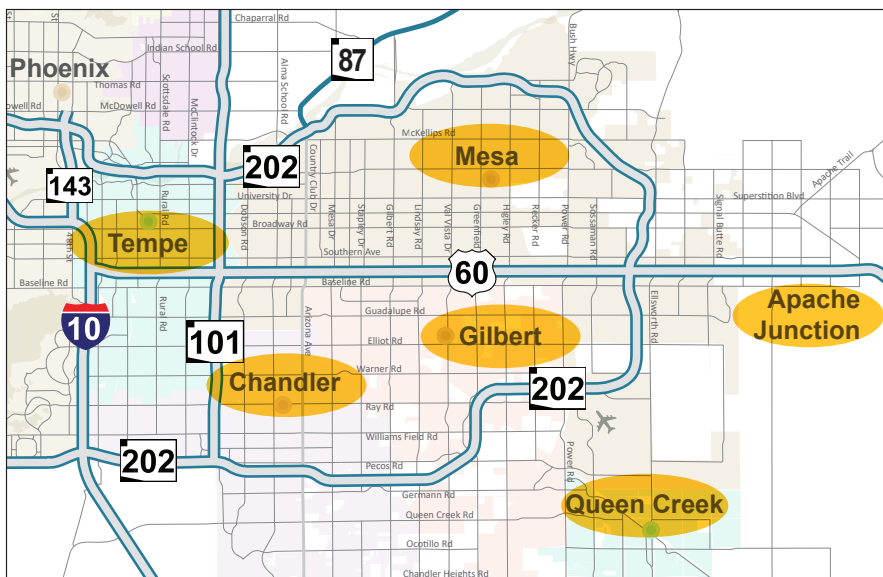 St
Chaparral Rd
Bush Hwy
Indian School Rd
87
Phoenix
Thomas Rd
Scottsdale Rd
Alma School Rd
McDowell Rd
McClintock Dr
McKellips Rd
Mesa
202
Country Club Dr
Apache Trail
143
University Dr
Superstition Blvd
Rural Rd
Dobson Rd
Broadway Rd
Mesa Dr
Stapley Dr
Gilbert Rd
Lindsay Rd
Val Vista Dr
Greenfield
Higley Rd
Recker Rd
Power Rd
Sossaman Rd
Signal Butte Rd
48th St
Tempe
Southern Ave
60
Baseline Rd
Baseline Rd
Rural Rd
Ellsworth Rd
Apache
Junction
10
Arizona Ave
Guadalupe Rd
101
Elliot Rd
Gilbert
Warner Rd
Chandler
202
Ray Rd
Williams Field Rd
202
Pecos Rd
Power Rd
Germann Rd
Queen Creek
Queen Creek Rd
Ocotillo Rd
Chandler Heights Rd